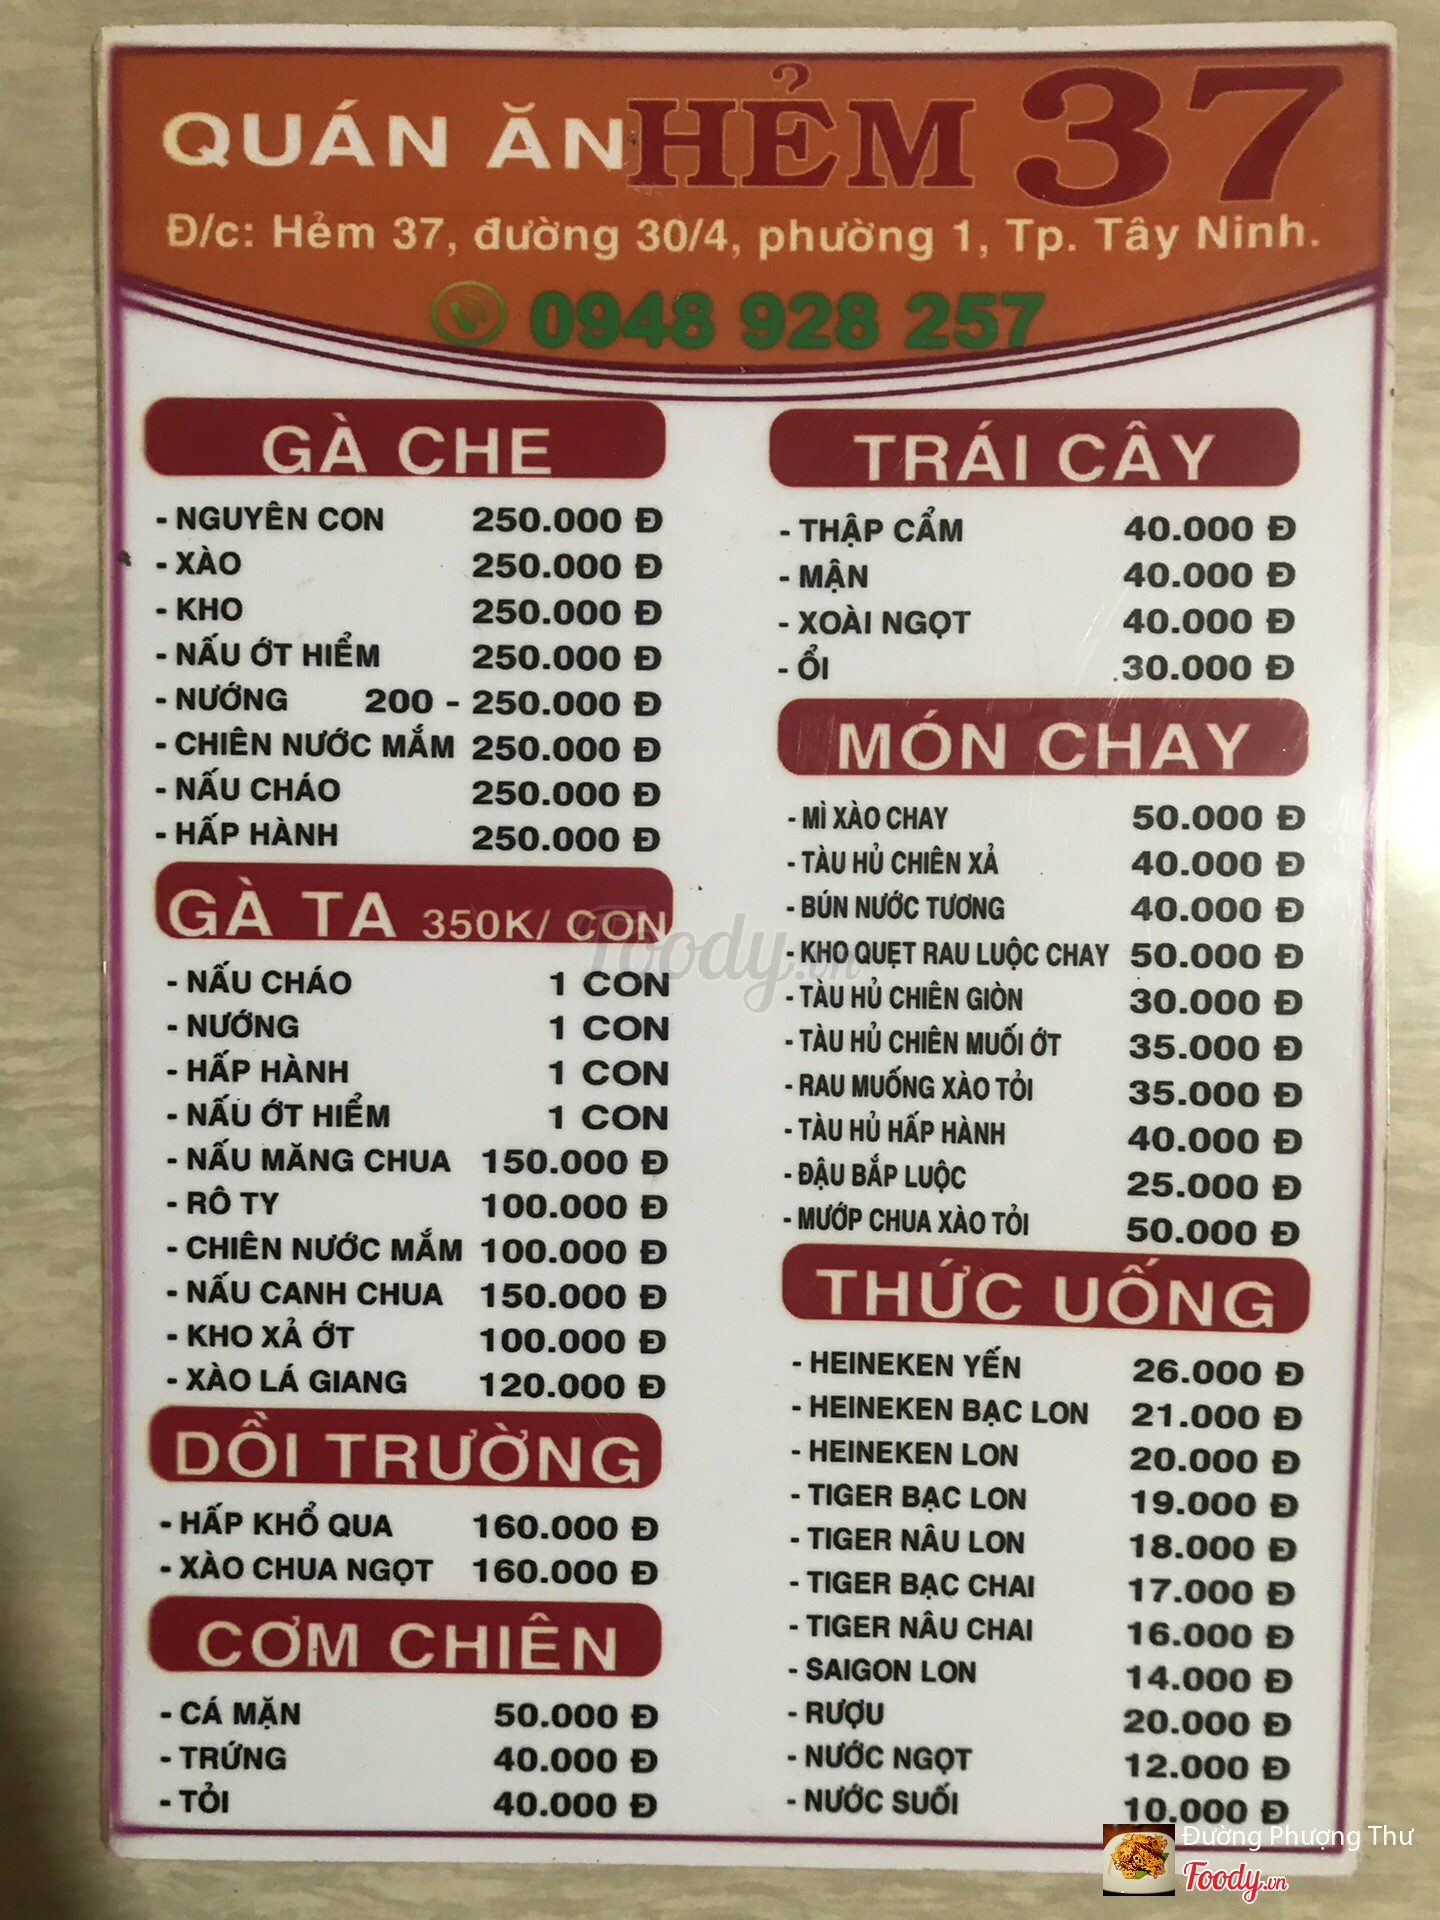 QUÁN ĂN HẺM 37
Đ/c: Hẻm 37, đường 30/4, phường 1, Tp. Tây Ninh.
0948 928 257
GÀ CHE
- NGUYÊN CON 250.000 Đ
- XÀO 250.000 Đ
- KHO 250.000 Đ
- NẤU ỚT HIỂM 250.000 Đ
- NƯỚNG 200 - 250.000 Đ
- CHIÊN NƯỚC MẮM 250.000 Đ
- NẤU CHÁO 250.000 Đ
- HẤP HÀNH 250.000 Đ
GÀ TA 350K/ CON
- NẤU CHÁO 1 CON
- NƯỚNG 1 CON
- HẤP HÀNH 1 CON
- NẤU ỚT HIỂM 1 CON
- NẤU MĂNG CHUA 150.000 Đ
- RÔ TY 100.000 Đ
- CHIÊN NƯỚC MẮM 100.000 Đ
- NẤU CANH CHUA 150.000 Đ
- KHO XẢ ỚT 100.000 Đ
- XÀO LÁ GIANG 120.000 Đ
DỒI TRƯỜNG
- HẤP KHỔ QUA 160.000 Đ
- XÀO CHUA NGỌT 160.000 Đ
CƠM CHIÊN
- CÁ MẶN 50.000 Đ
- TRỨNG 40.000 Đ
- TỎI 40.000 Đ
TRÁI CÂY
- THẬP CẨM 40.000 Đ
- MẬN 40.000 Đ
- XOÀI NGỌT 40.000 Đ
- ỔI 30.000 Đ
MÓN CHAY
- MÌ XÀO CHAY 50.000 Đ
- TÀU HỦ CHIÊN XẢ 40.000 Đ
- BÚN NƯỚC TƯƠNG 40.000 Đ
- KHO QUẸT RAU LUỘC CHAY 50.000 Đ
- TÀU HỦ CHIÊN GIÒN 30.000 Đ
- TÀU HỦ CHIÊN MUỐI ỚT 35.000 Đ
- RAU MUỐNG XÀO TỎI 35.000 Đ
- TÀU HỦ HẤP HÀNH 40.000 Đ
- ĐẬU BẮP LUỘC 25.000 Đ
- MƯỚP CHUA XÀO TỎI 50.000 Đ
THỨC UỐNG
- HEINEKEN YẾN 26.000 Đ
- HEINEKEN BẠC LON 21.000 Đ
- HEINEKEN LON 20.000 Đ
- TIGER BẠC LON 19.000 Đ
- TIGER NÂU LON 18.000 Đ
- TIGER BẠC CHAI 17.000 Đ
- TIGER NÂU CHAI 16.000 Đ
- SAIGON LON 14.000 Đ
- RƯỢU 20.000 Đ
- NƯỚC NGỌT 12.000 Đ
- NƯỚC SUỐI 10.000 Đ
Foody.vn
Đường Phượng Thư
Foody.vn